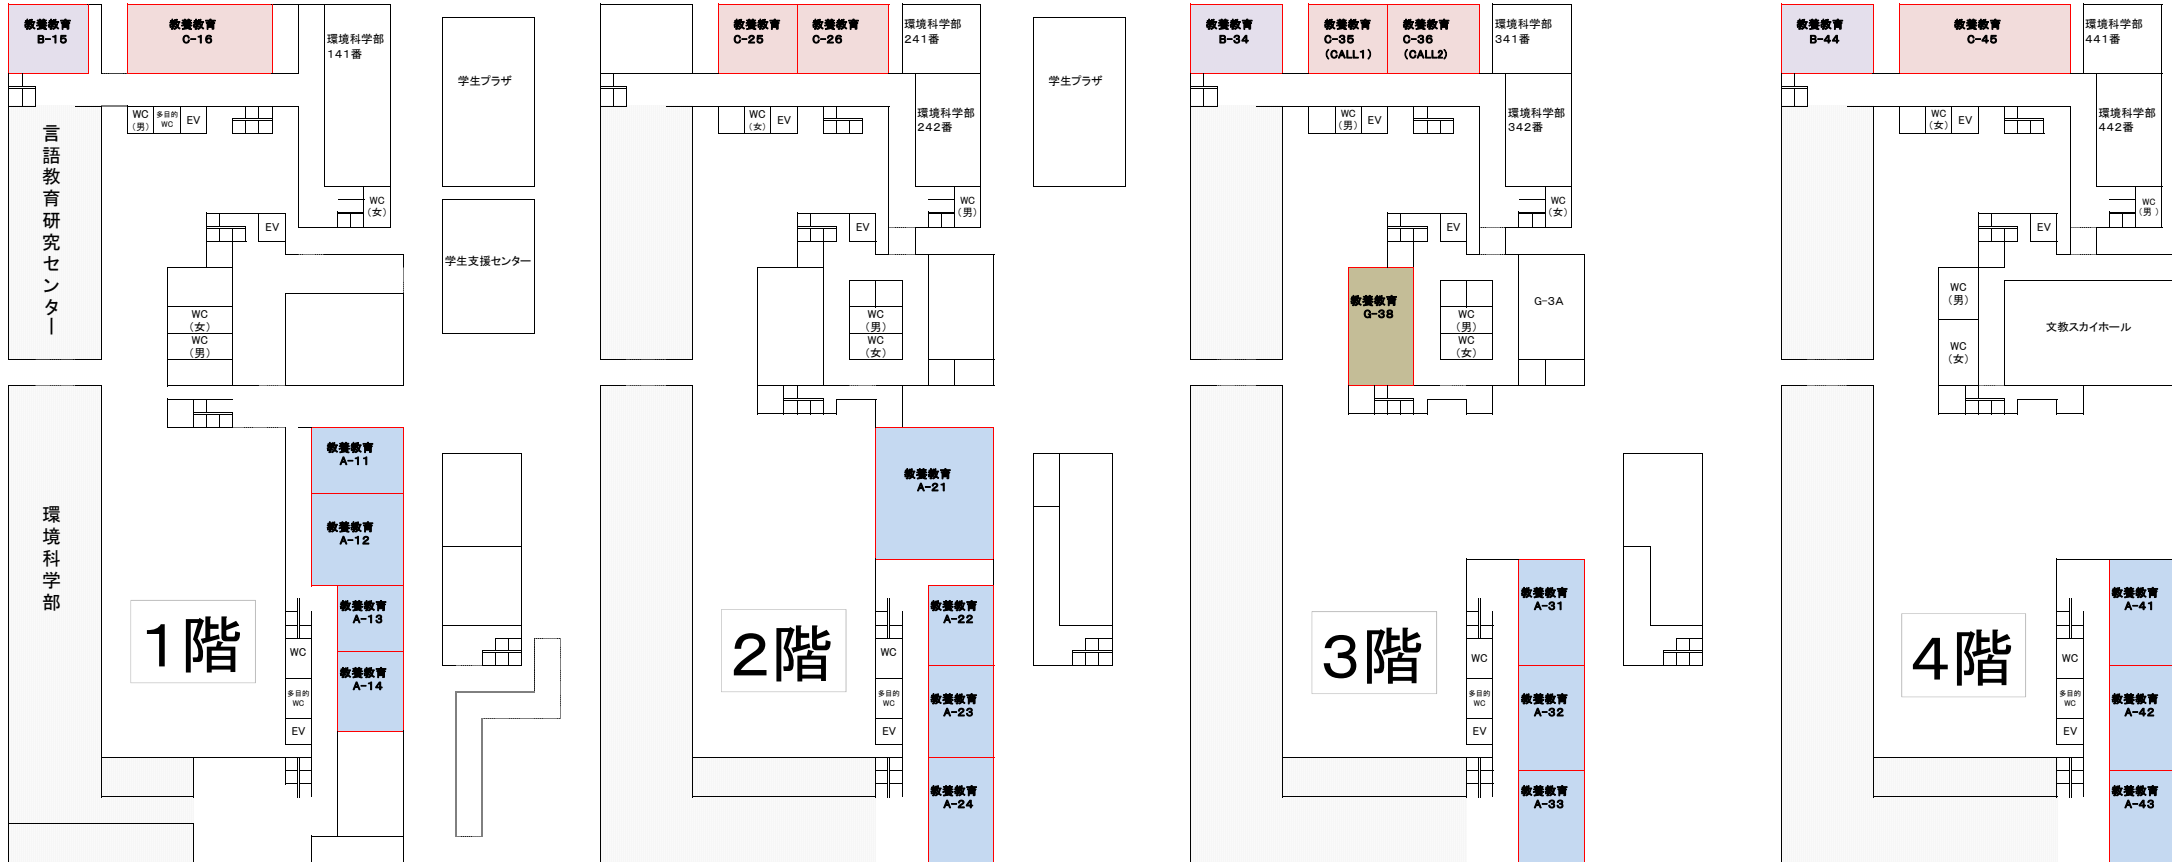 教養教育
B-15
教養教育
C-16
環境科学部
141番
学生プラザ
WC
(男)
多目的
WC
EV
言語教育研究センター
WC
(女)
EV
学生支援センター
WC
(女)
WC
(男)
教養教育
A-11
教養教育
A-12
環境科学部
教養教育
A-13
1階
WC
教養教育
A-14
多目的
WC
EV
教養教育
C-25
教養教育
C-26
環境科学部
241番
学生プラザ
WC
(女)
EV
環境科学部
242番
WC
(男)
EV
WC
(男)
WC
(女)
教養教育
A-21
教養教育
A-22
2階
WC
多目的
WC
教養教育
A-23
EV
教養教育
A-24
教養教育
B-34
教養教育
C-35
(CALL1)
教養教育
C-36
(CALL2)
環境科学部
341番
WC
(男)
EV
環境科学部
342番
WC
(女)
EV
教養教育
G-38
G-3A
WC
(男)
WC
(女)
教養教育
A-31
3階
WC
多目的
WC
教養教育
A-32
EV
教養教育
A-33
教養教育
B-44
教養教育
C-45
環境科学部
441番
WC
(女)
EV
環境科学部
442番
WC
(男)
EV
WC
(男)
文教スカイホール
WC
(女)
教養教育
A-41
4階
WC
多目的
WC
教養教育
A-42
EV
教養教育
A-43